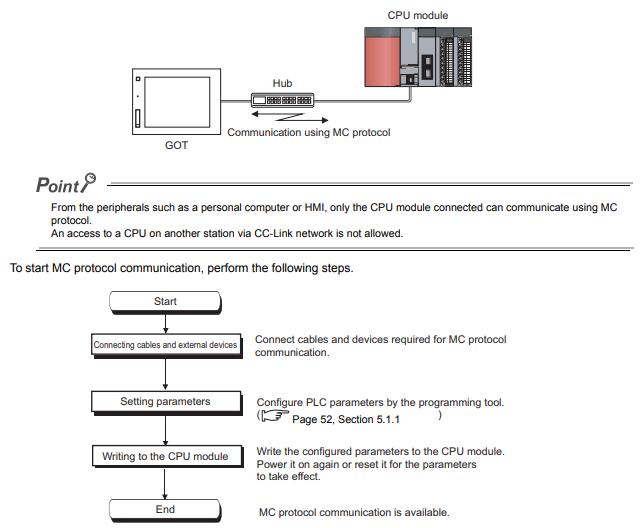 CPU module
Hub
Communication using MC protocol
GOT
Point
From the peripherals such as a personal computer or HMI, only the CPU module connected can communicate using MC
protocol.
An access to a CPU on another station via CC-Link network is not allowed.
To start MC protocol communication, perform the following steps.
Start
Connecting cables and external devices
Connect cables and devices required for MC protocol
communication.
Setting parameters
Configure PLC parameters by the programming tool.
( Page 52, Section 5.1.1 )
Writing to the CPU module
Write the configured parameters to the CPU module.
Power it on again or reset it for the parameters
to take effect.
End
MC protocol communication is available.